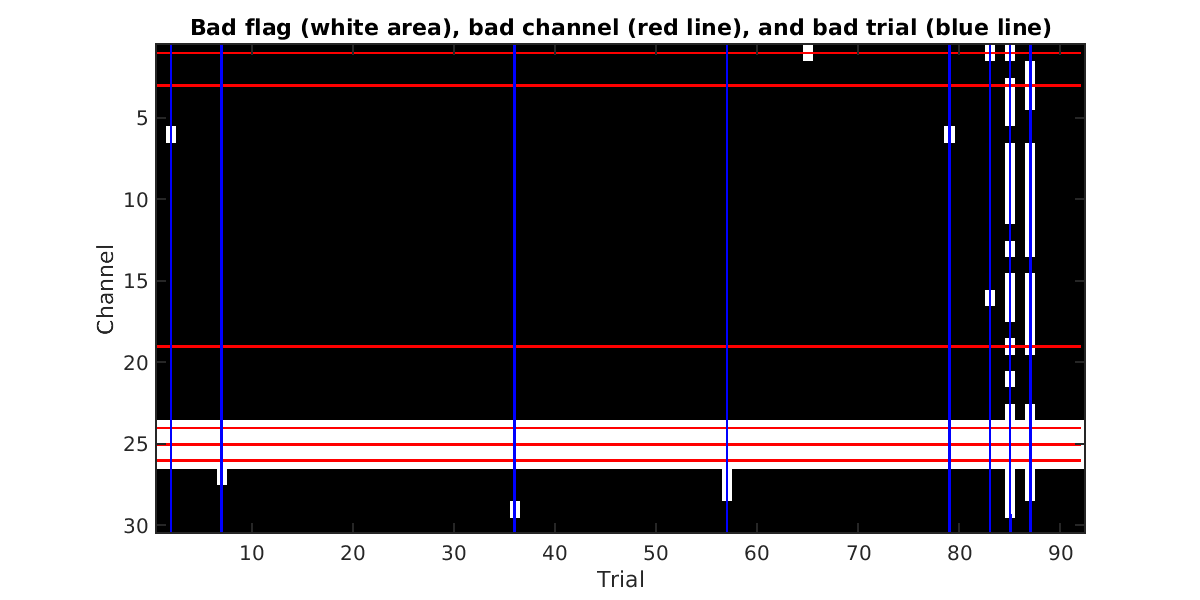 Bad flag (white area), bad channel (red line), and bad trial (blue line)
5
10
15
20
25
30
Channel
10 20 30 40 50 60 70 80 90
Trial